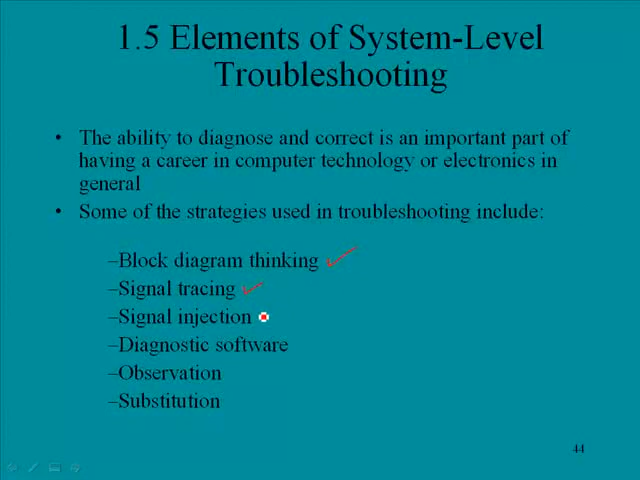 1.5 Elements of System-Level
Troubleshooting
• The ability to diagnose and correct is an important part of
having a career in computer technology or electronics in
general
• Some of the strategies used in troubleshooting include:
–Block diagram thinking
–Signal tracing
–Signal injection
–Diagnostic software
–Observation
–Substitution
44